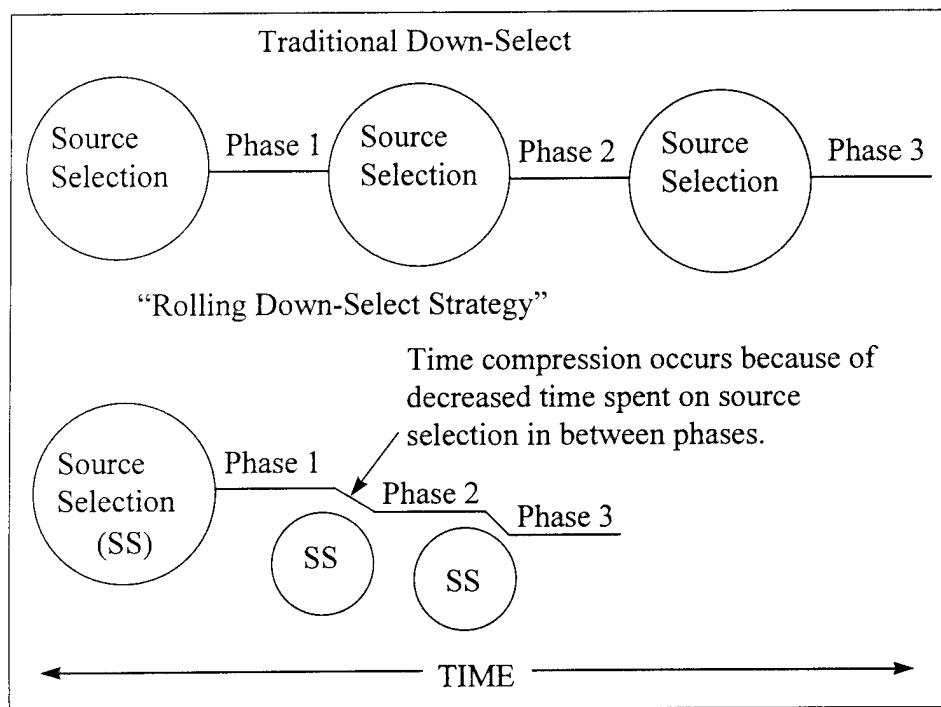 Traditional Down-Select
Source
Selection
Phase 1
Source
Selection
Phase 2
Source
Selection
Phase 3
“Rolling Down-Select Strategy”
Time compression occurs because of
decreased time spent on source
selection in between phases.
Source
Selection
(SS)
Phase 1
SS
Phase 2
SS
Phase 3
TIME